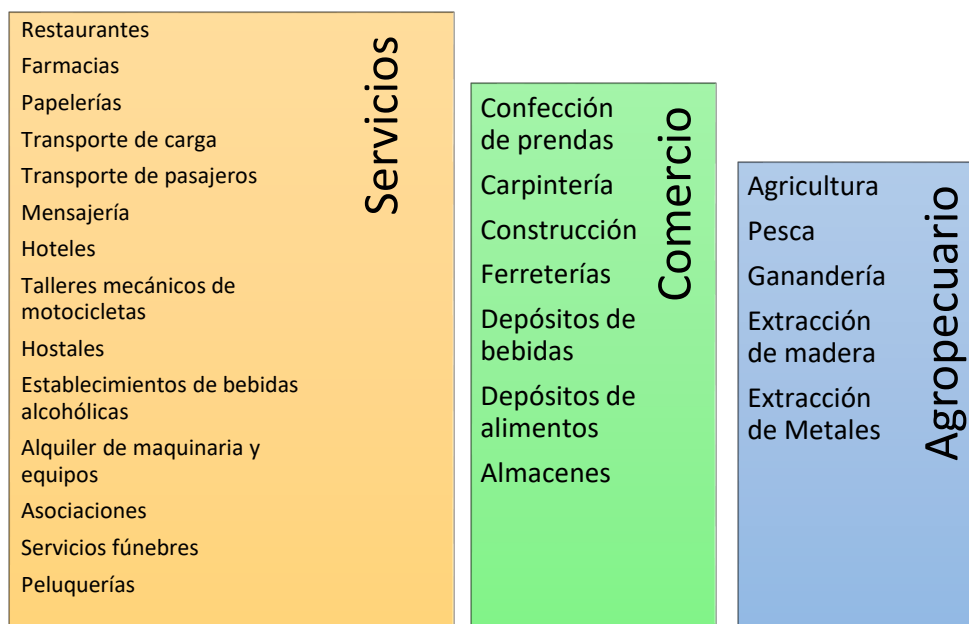 Servicios
Restaurantes
Farmacias
Papelerías
Transporte de carga
Transporte de pasajeros
Mensajería
Hoteles
Talleres mecánicos de
motocicletas
Hostales
Establecimientos de bebidas
alcohólicas
Alquiler de maquinaria y
equipos
Asociaciones
Servicios fúnebres
Peluquerías
Comercio
Confección
de prendas
Carpintería
Construcción
Ferreterías
Depósitos de
bebidas
Depósitos de
alimentos
Almacenes
Agropecuario
Agricultura
Pesca
Ganandería
Extracción
de madera
Extracción
de Metales